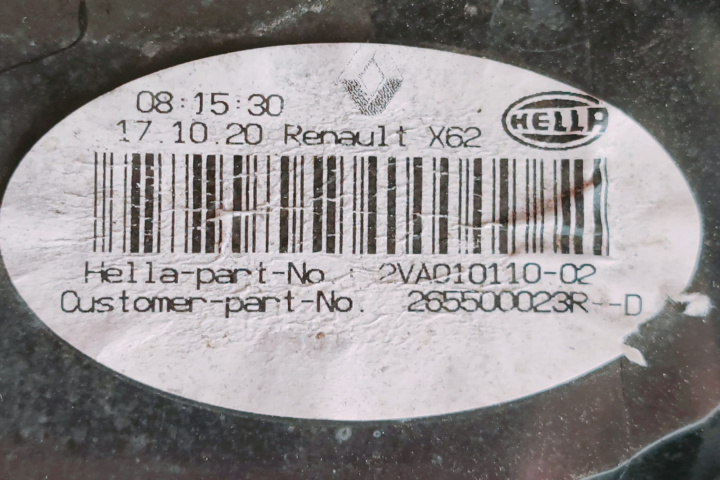 08:15:30
17.10.20 Renault X62
HELLA
Hella-part-No : 2VA010110-02
Customer-part-No. 265500023R--D